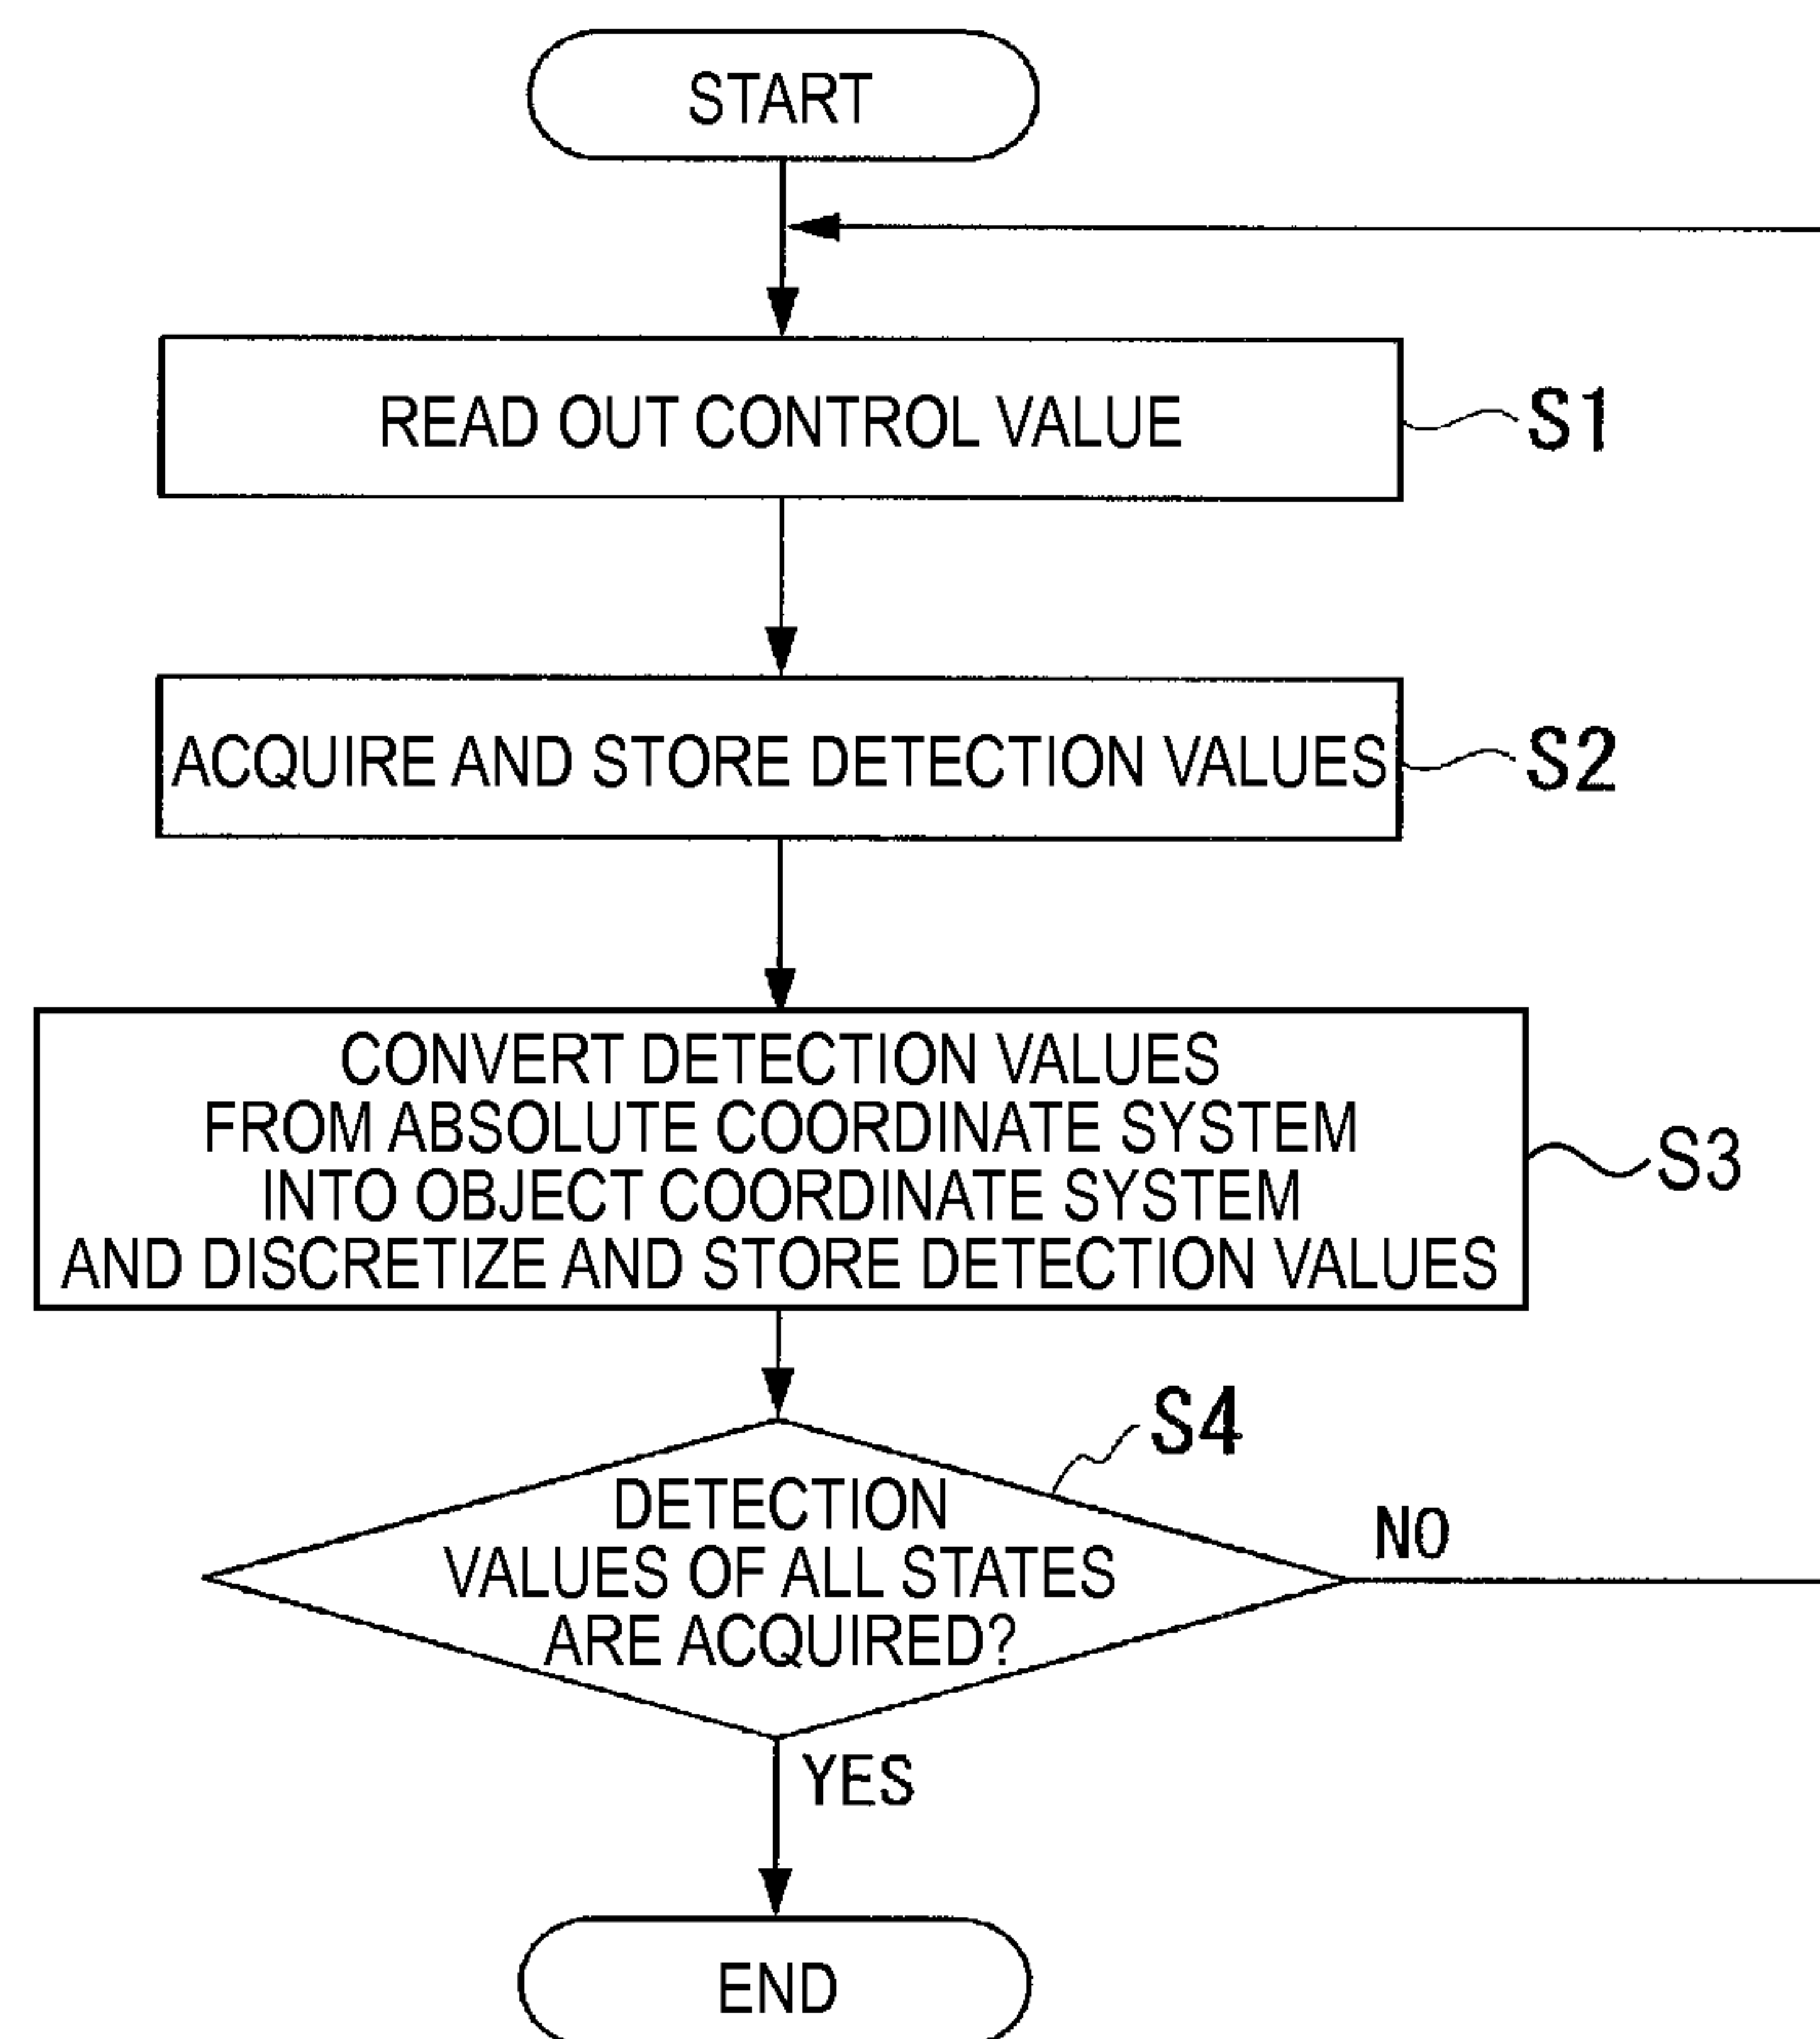 START
READ OUT CONTROL VALUE
S1
ACQUIRE AND STORE DETECTION VALUES
S2
CONVERT DETECTION VALUES
FROM ABSOLUTE COORDINATE SYSTEM
INTO OBJECT COORDINATE SYSTEM
AND DISCRETIZE AND STORE DETECTION VALUES
S3
S4
DETECTION
VALUES OF ALL STATES
ARE ACQUIRED?
NO
YES
END